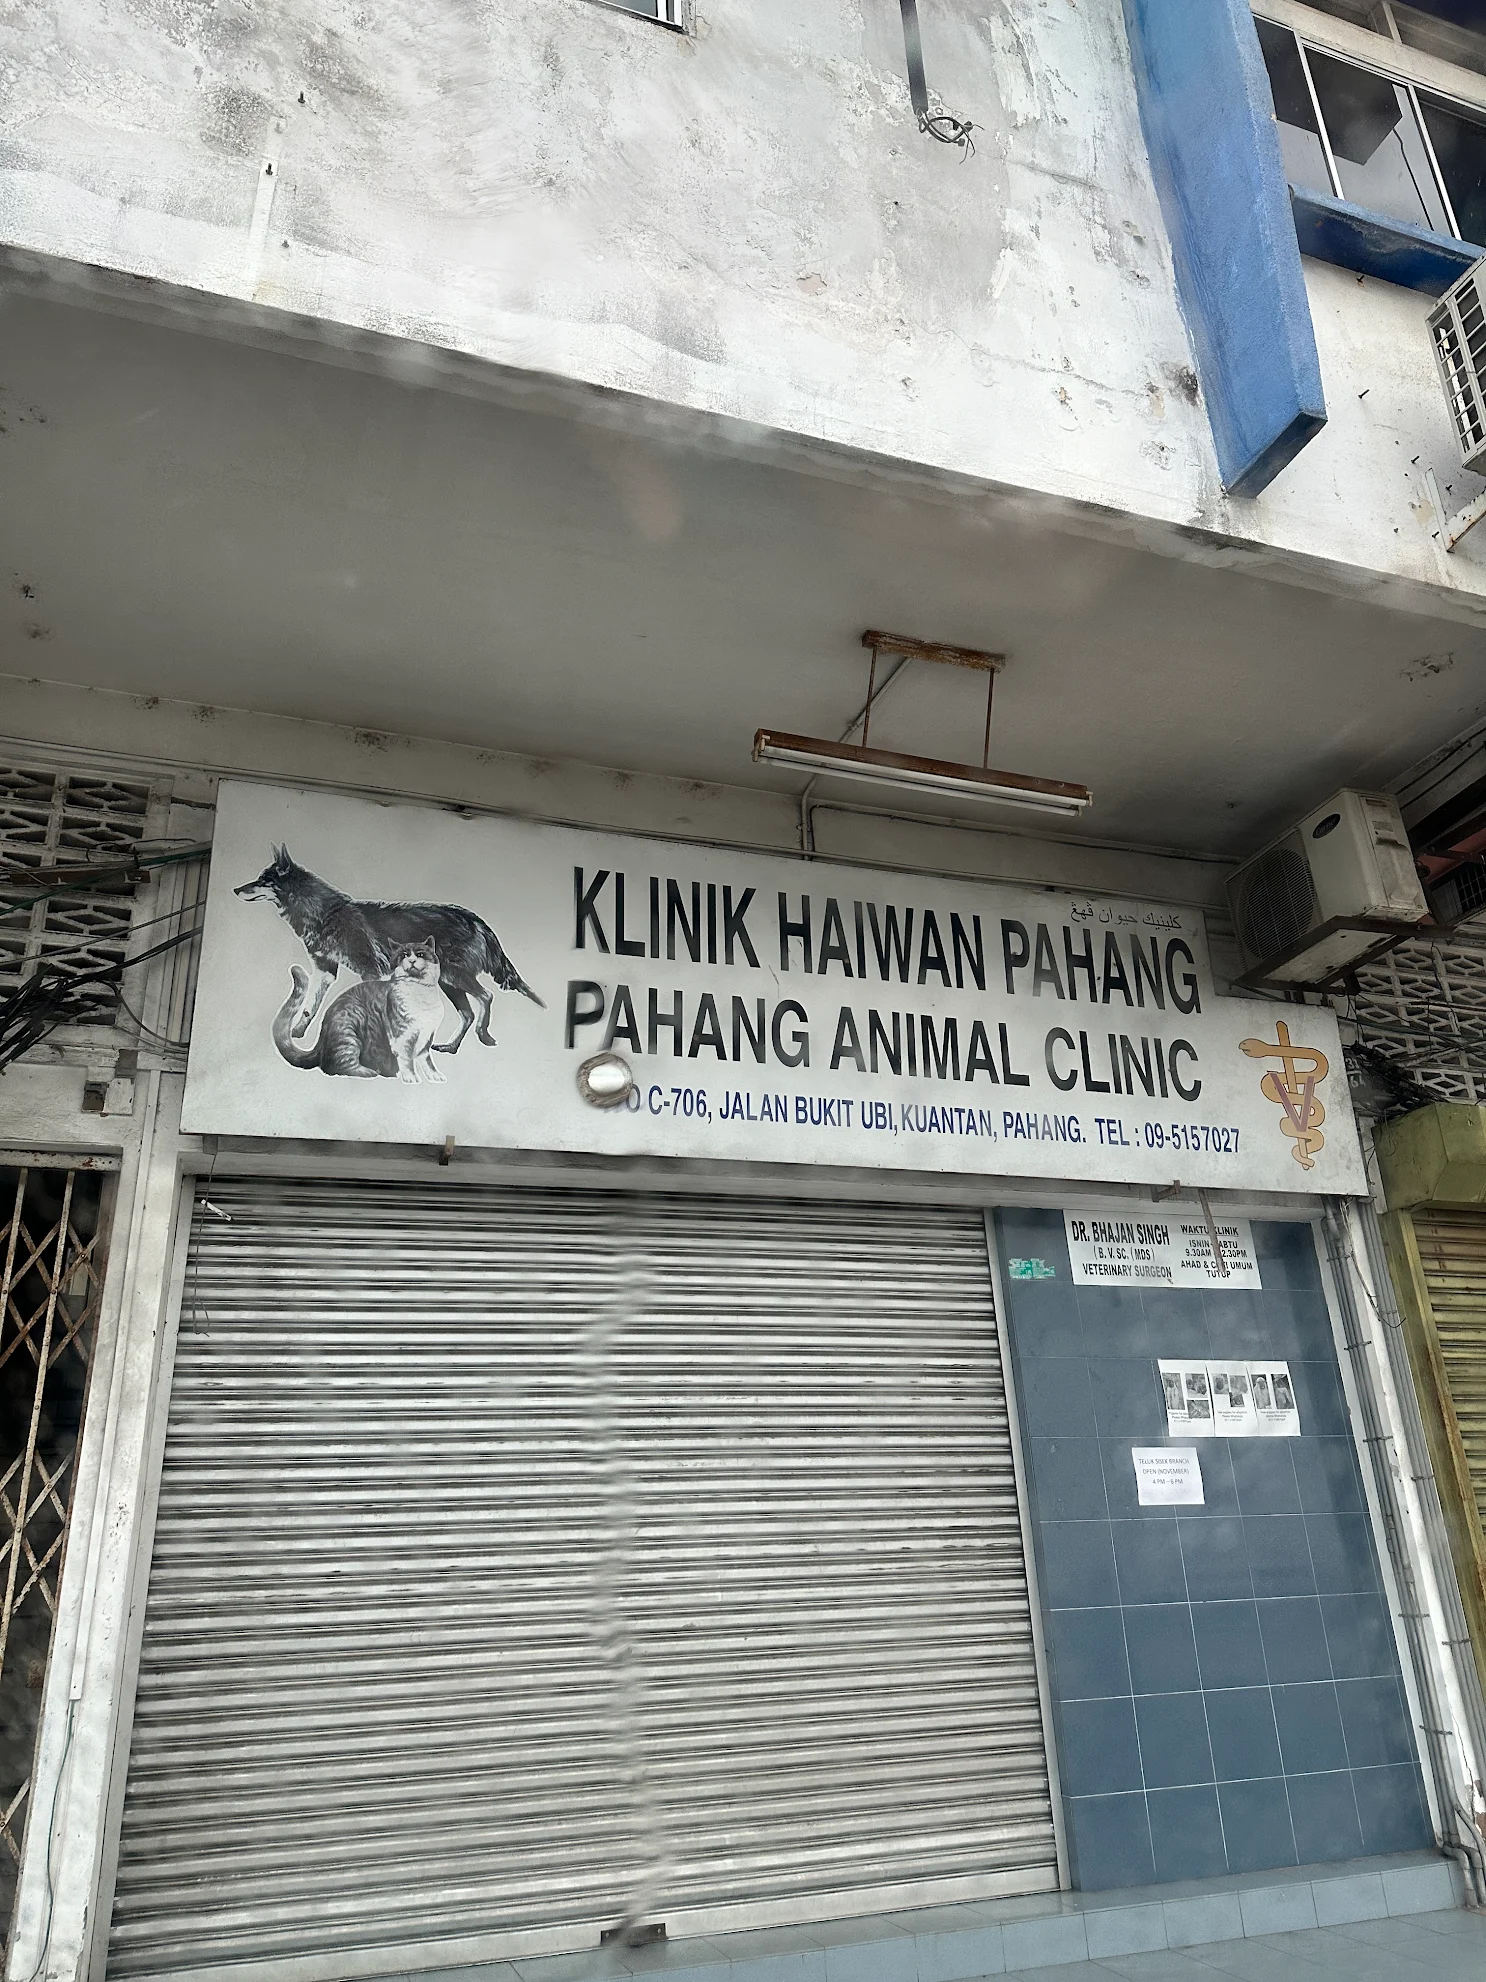 كلينيك حيوان ڤهڠ
KLINIK HAIWAN PAHANG
PAHANG ANIMAL CLINIC
C-706, JALAN BUKIT UBI, KUANTAN, PAHANG. TEL : 09-5157027
V
DR. BHAJAN SINGH
( B. V. SC. ( MDS )
VETERINARY SURGEON
WAKTU KLINIK
ISNIN
9.30AM
AHAD & UMUM
TUTUP
TELUK SISEK BRANCH
OPEN (NOVEMBER)
4 PM - 6 PM